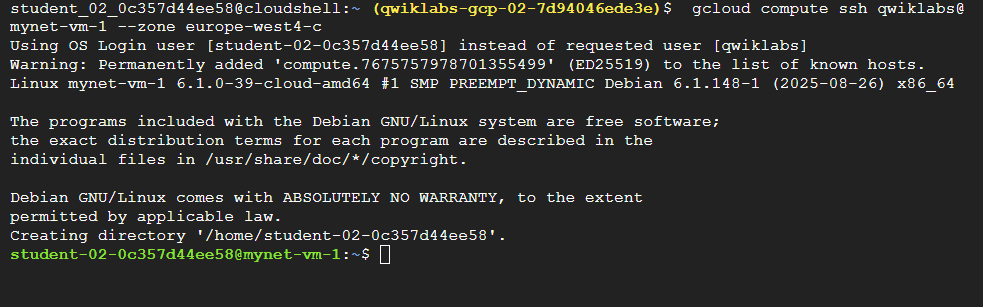 student_02_0c357d44ee58@cloudshell:~ (qwiklabs-gcp-02-7d94046ede3e)$  gcloud compute ssh qwiklabs@
mynet-vm-1 --zone europe-west4-c
Using OS Login user [student-02-0c357d44ee58] instead of requested user [qwiklabs]
Warning: Permanently added 'compute.7675757978701355499' (ED25519) to the list of known hosts.
Linux mynet-vm-1 6.1.0-39-cloud-amd64 #1 SMP PREEMPT_DYNAMIC Debian 6.1.148-1 (2025-08-26) x86_64

The programs included with the Debian GNU/Linux system are free software;
the exact distribution terms for each program are described in the
individual files in /usr/share/doc/*/copyright.

Debian GNU/Linux comes with ABSOLUTELY NO WARRANTY, to the extent
permitted by applicable law.
Creating directory '/home/student-02-0c357d44ee58'.
student-02-0c357d44ee58@mynet-vm-1:~$